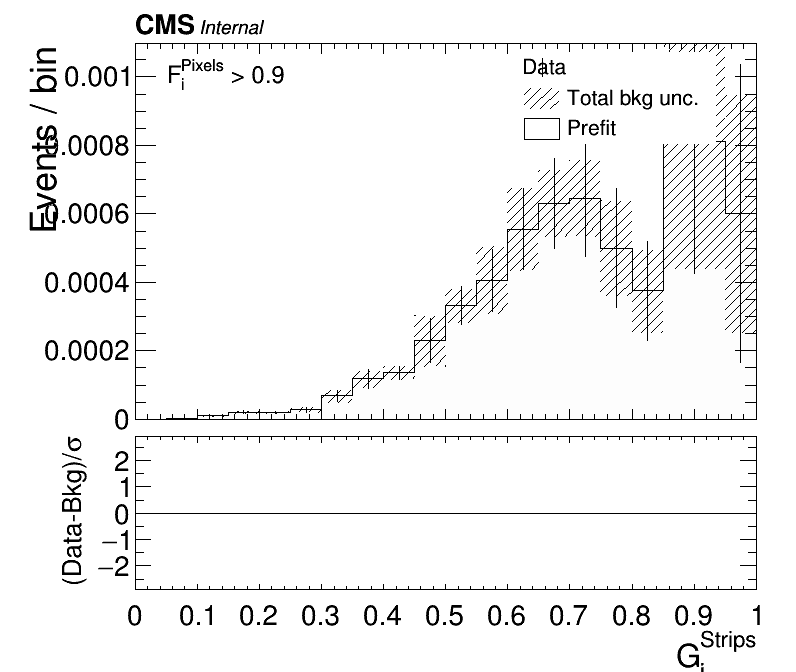 CMS Internal
F_i^Pixels > 0.9
Data
Total bkg unc.
Prefit
Events / bin
0.001
0.0008
0.0006
0.0004
0.0002
0
(Data-Bkg)/σ
2
1
0
−1
−2
0 0.1 0.2 0.3 0.4 0.5 0.6 0.7 0.8 0.9 1
G_i^Strips